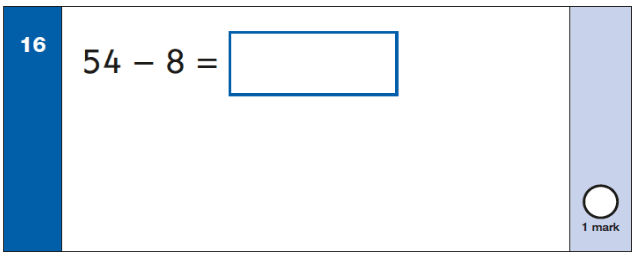 16
54 − 8 =
1 mark